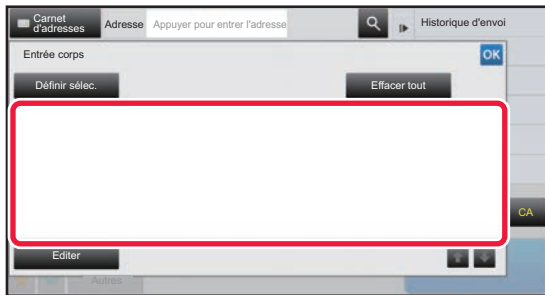 Carnet
d'adresses
Adresse
Appuyer pour entrer l'adresse
Historique d'envoi
Entrée corps
OK
Définir sélec.
Effacer tout
CA
Editer
Autres